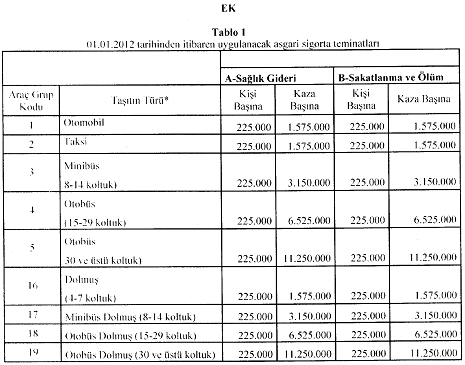 EK
Tablo 1
01.01.2012 tarihinden itibaren uygulanacak asgari sigorta teminatları
A-Sağlık Gideri B-Sakatlanma ve Ölüm
Araç Grup Kodu Taşıtın Türü* Kişi Başına Kaza Başına Kişi Başına Kaza Başına
1 Otomobil 225.000 1.575.000 225.000 1.575.000
2 Taksi 225.000 1.575.000 225.000 1.575.000
3 Minibüs
8-14 koltuk) 225.000 3.150.000 225.000 3.150.000
4 Otobüs
(15-29 koltuk) 225.000 6.525.000 225.000 6.525.000
5 Otobüs
30 ve üstü koltuk) 225.000 11.250.000 225.000 11.250.000
16 Dolmuş
(4-7 koltuk) 225.000 1.575.000 225.000 1.575.000
17 Minibüs Dolmuş (8-14 koltuk) 225.000 3.150.000 225.000 3.150.000
18 Otobüs Dolmuş (15-29 koltuk) 225.000 6.525.000 225.000 6.525.000
19 Otobüs Dolmuş (30 ve üstü koltuk) 225.000 11.250.000 225.000 11.250.000